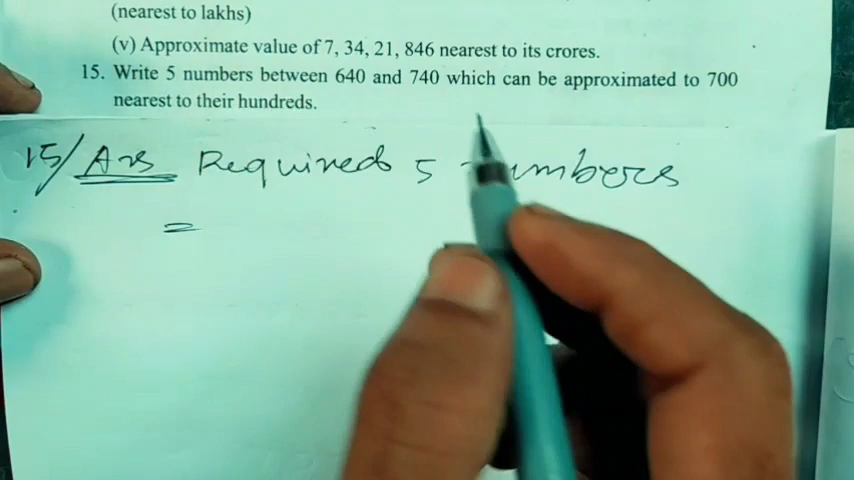 (nearest to lakhs)
(v) Approximate value of 7, 34, 21, 846 nearest to its crores.
15. Write 5 numbers between 640 and 740 which can be approximated to 700
nearest to their hundreds.
15/ Ans Required 5 numbers
=